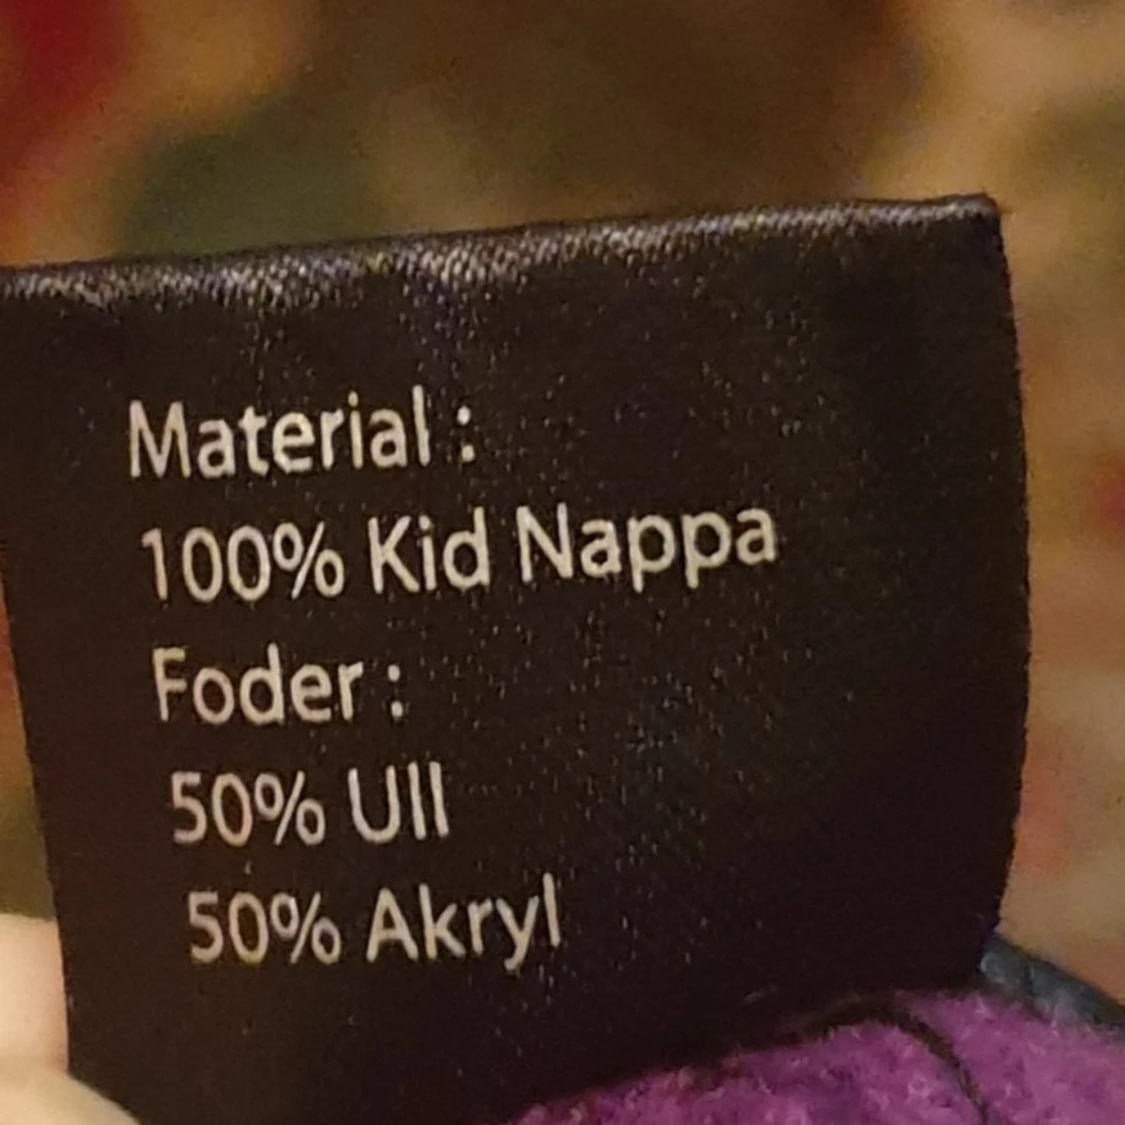 Material :
100% Kid Nappa
Foder :
50% Ull
50% Akryl